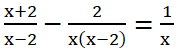 (x+2)/(x−2) − 2/(x(x−2)) = 1/x